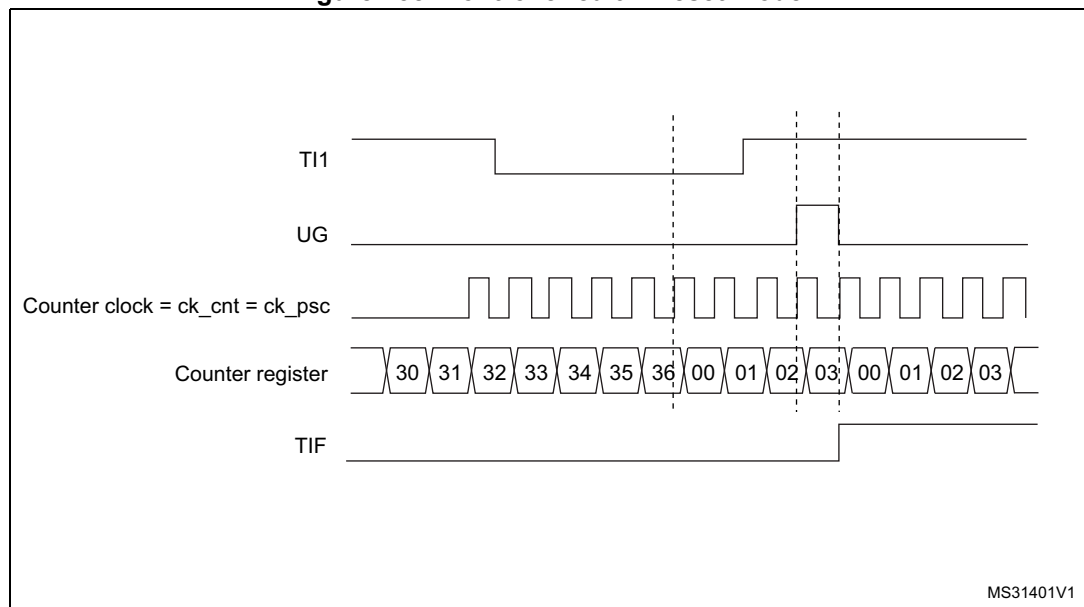 TI1
UG
Counter clock = ck_cnt = ck_psc
Counter register 30 31 32 33 34 35 36 00 01 02 03 00 01 02 03
TIF
MS31401V1